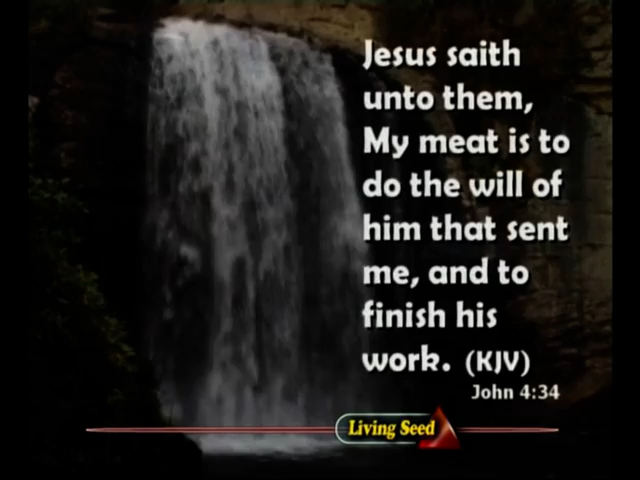 Jesus saith
unto them,
My meat is to
do the will of
him that sent
me, and to
finish his
work. (KJV)
John 4:34
Living Seed